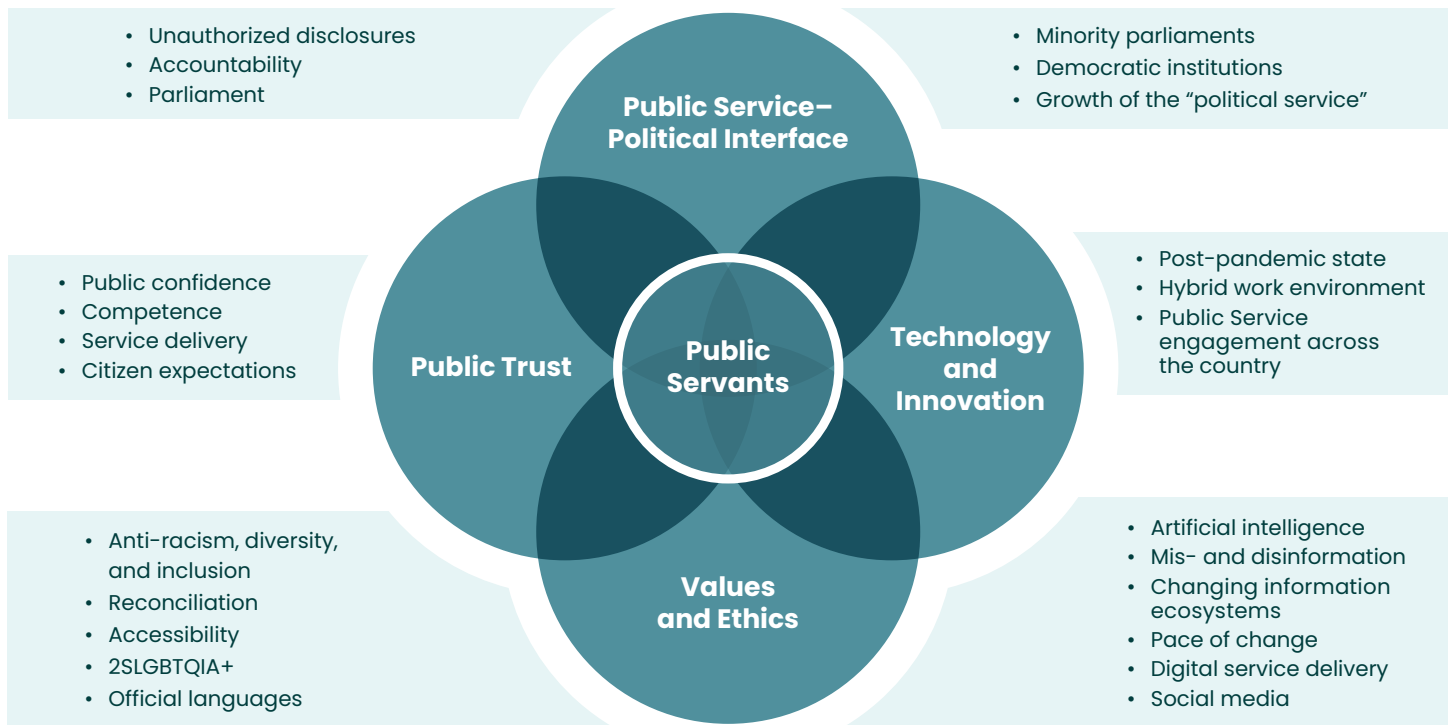 • Unauthorized disclosures
• Accountability
• Parliament
• Minority parliaments
• Democratic institutions
• Growth of the “political service”
Public Service–
Political Interface
• Public confidence
• Competence
• Service delivery
• Citizen expectations
Public Trust
Public
Servants
Technology
and
Innovation
• Post-pandemic state
• Hybrid work environment
• Public Service
engagement across
the country
• Anti-racism, diversity,
and inclusion
• Reconciliation
• Accessibility
• 2SLGBTQIA+
• Official languages
Values
and Ethics
• Artificial intelligence
• Mis- and disinformation
• Changing information
ecosystems
• Pace of change
• Digital service delivery
• Social media